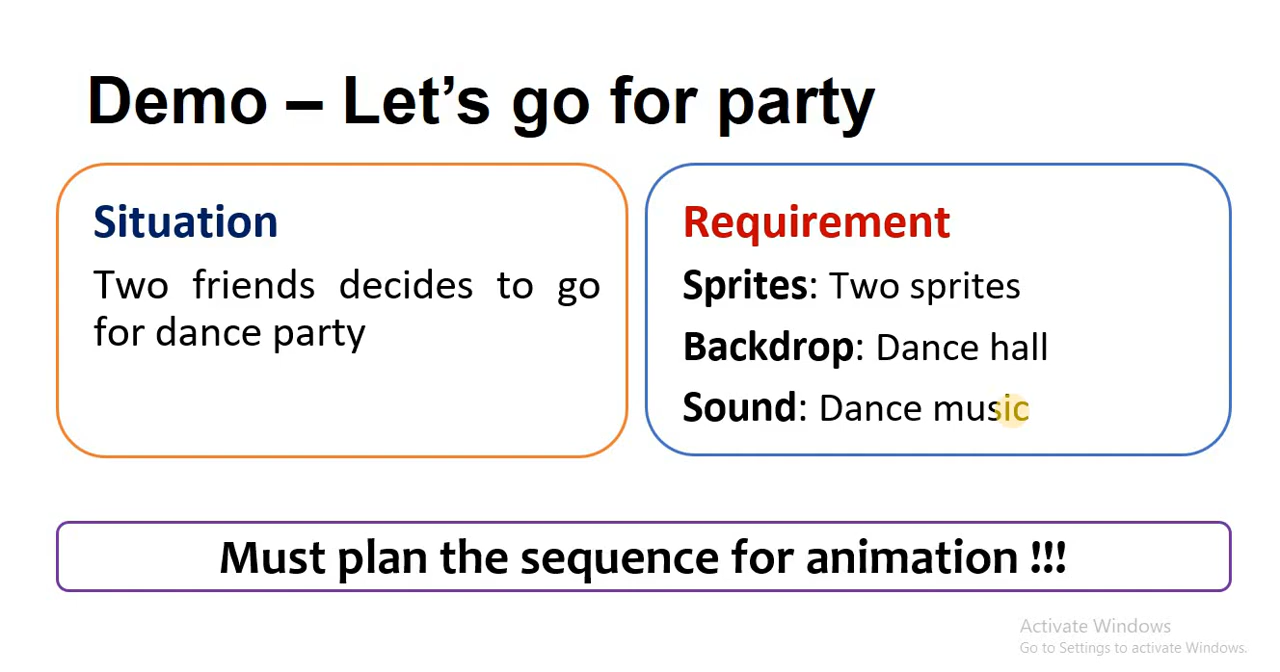 Demo – Let’s go for party
Situation
Two friends decides to go
for dance party
Requirement
Sprites: Two sprites
Backdrop: Dance hall
Sound: Dance music
Must plan the sequence for animation !!!
Activate Windows
Go to Settings to activate Windows.